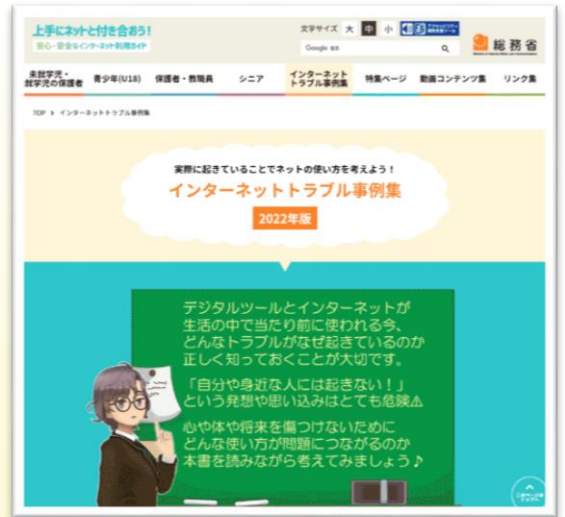 上手にネットと付き合おう!
安心・安全なインターネット利用ガイド
文字サイズ 大 中 小
Google 検索
総務省
未就学児・
就学児の保護者
青少年(U18)
保護者・教職員
シニア
インターネット
トラブル事例集
特集ページ
動画コンテンツ集
リンク集
TOP > インターネットトラブル事例集
実際に起きていることでネットの使い方を考えよう!
インターネットトラブル事例集
2022年版
デジタルツールとインターネットが
生活の中で当たり前に使われる今、
どんなトラブルがなぜ起きているのか
正しく知っておくことが大切です。
「自分や身近な人には起きない!」
という発想や思い込みはとても危険⚠
心や体や将来を傷つけないために
どんな使い方が問題につながるのか
本書を読みながら考えてみましょう♪